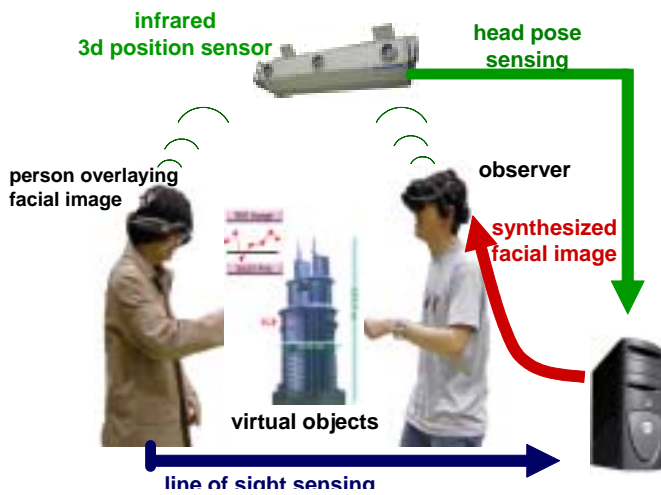 infrared
3d position sensor
head pose
sensing
person overlaying
facial image
observer
synthesized
facial image
virtual objects
line of sight sensing